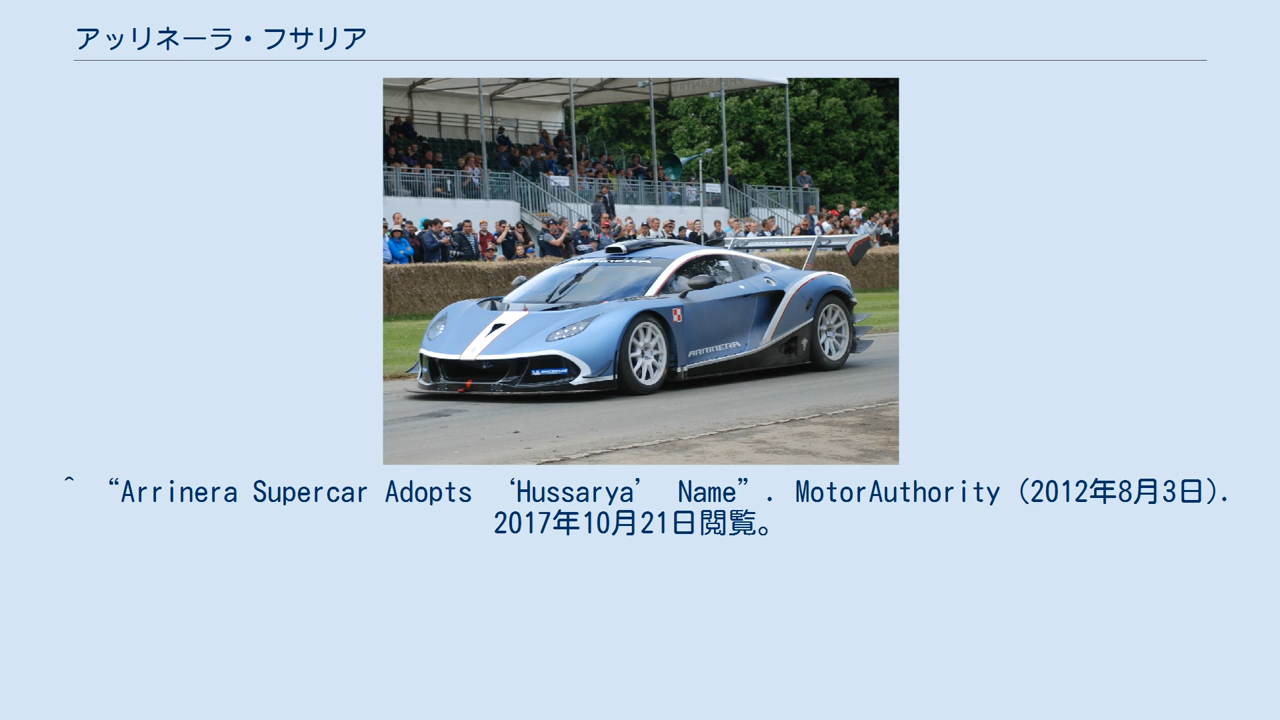 アッリネーラ・フサリア
ARRINERA
ARRINERA
^ “Arrinera Supercar Adopts ‘Hussarya’ Name”. MotorAuthority (2012年8月3日).
2017年10月21日閲覧。